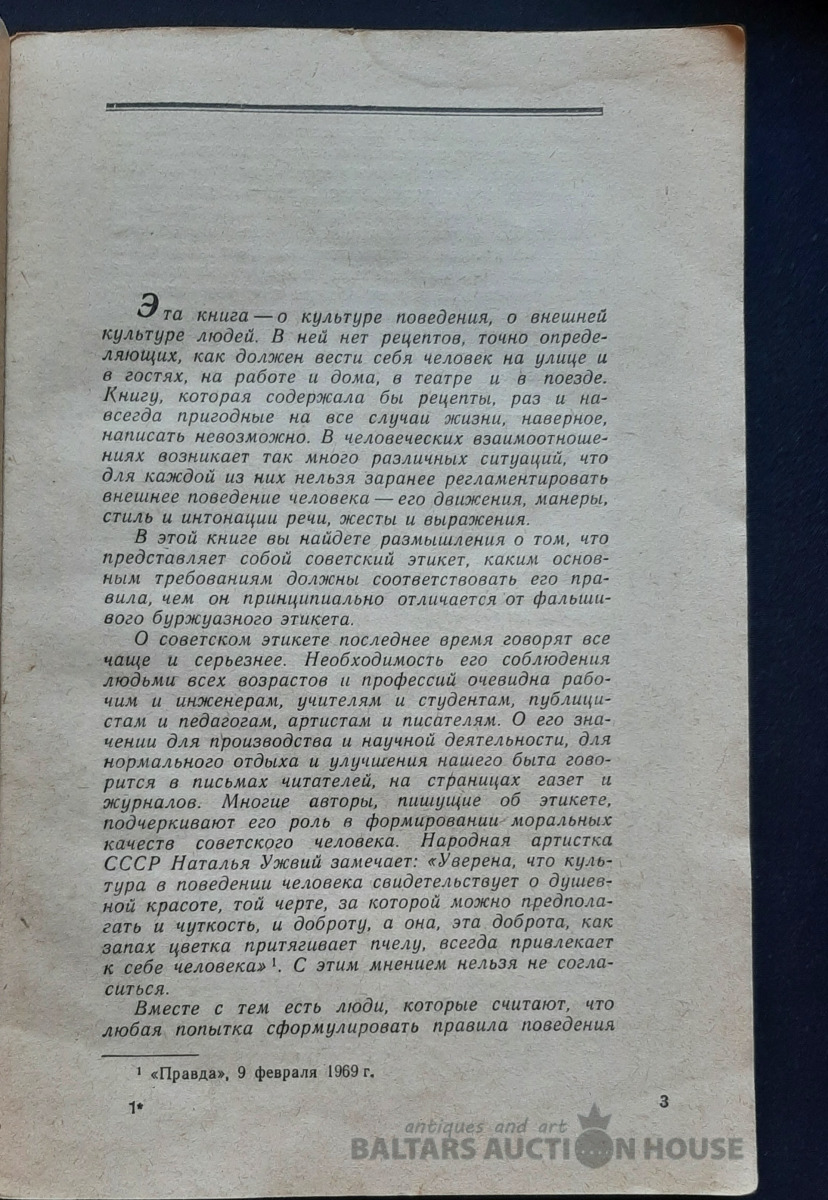 Эта книга — о культуре поведения, о внешней
культуре людей. В ней нет рецептов, точно опреде-
ляющих, как должен вести себя человек на улице и
в гостях, на работе и дома, в театре и в поезде.
Книгу, которая содержала бы рецепты, раз и на-
всегда пригодные на все случаи жизни, наверное,
написать невозможно. В человеческих взаимоотноше-
ниях возникает так много различных ситуаций, что
для каждой из них нельзя заранее регламентировать
внешнее поведение человека — его движения, манеры,
стиль и интонации речи, жесты и выражения.
В этой книге вы найдете размышления о том, что
представляет собой советский этикет, каким основ-
ным требованиям должны соответствовать его пра-
вила, чем он принципиально отличается от фальши-
вого буржуазного этикета.
О советском этикете последнее время говорят все
чаще и серьезнее. Необходимость его соблюдения
людьми всех возрастов и профессий очевидна рабо-
чим и инженерам, учителям и студентам, публици-
стам и педагогам, артистам и писателям. О его зна-
чении для производства и научной деятельности, для
нормального отдыха и улучшения нашего быта гово-
рится в письмах читателей, на страницах газет и
журналов. Многие авторы, пишущие об этикете,
подчеркивают его роль в формировании моральных
качеств советского человека. Народная артистка
СССР Наталья Ужвий замечает: «Уверена, что куль-
тура в поведении человека свидетельствует о душев-
ной красоте, той черте, за которой можно предпола-
гать и чуткость, и доброту, а она, эта доброта, как
запах цветка притягивает пчелу, всегда привлекает
к себе человека»¹. С этим мнением нельзя не согла-
ситься.
Вместе с тем есть люди, которые считают, что
любая попытка сформулировать правила поведения
¹ «Правда», 9 февраля 1969 г.
1*
3
antiques and art
BALTARS AUCTION HOUSE